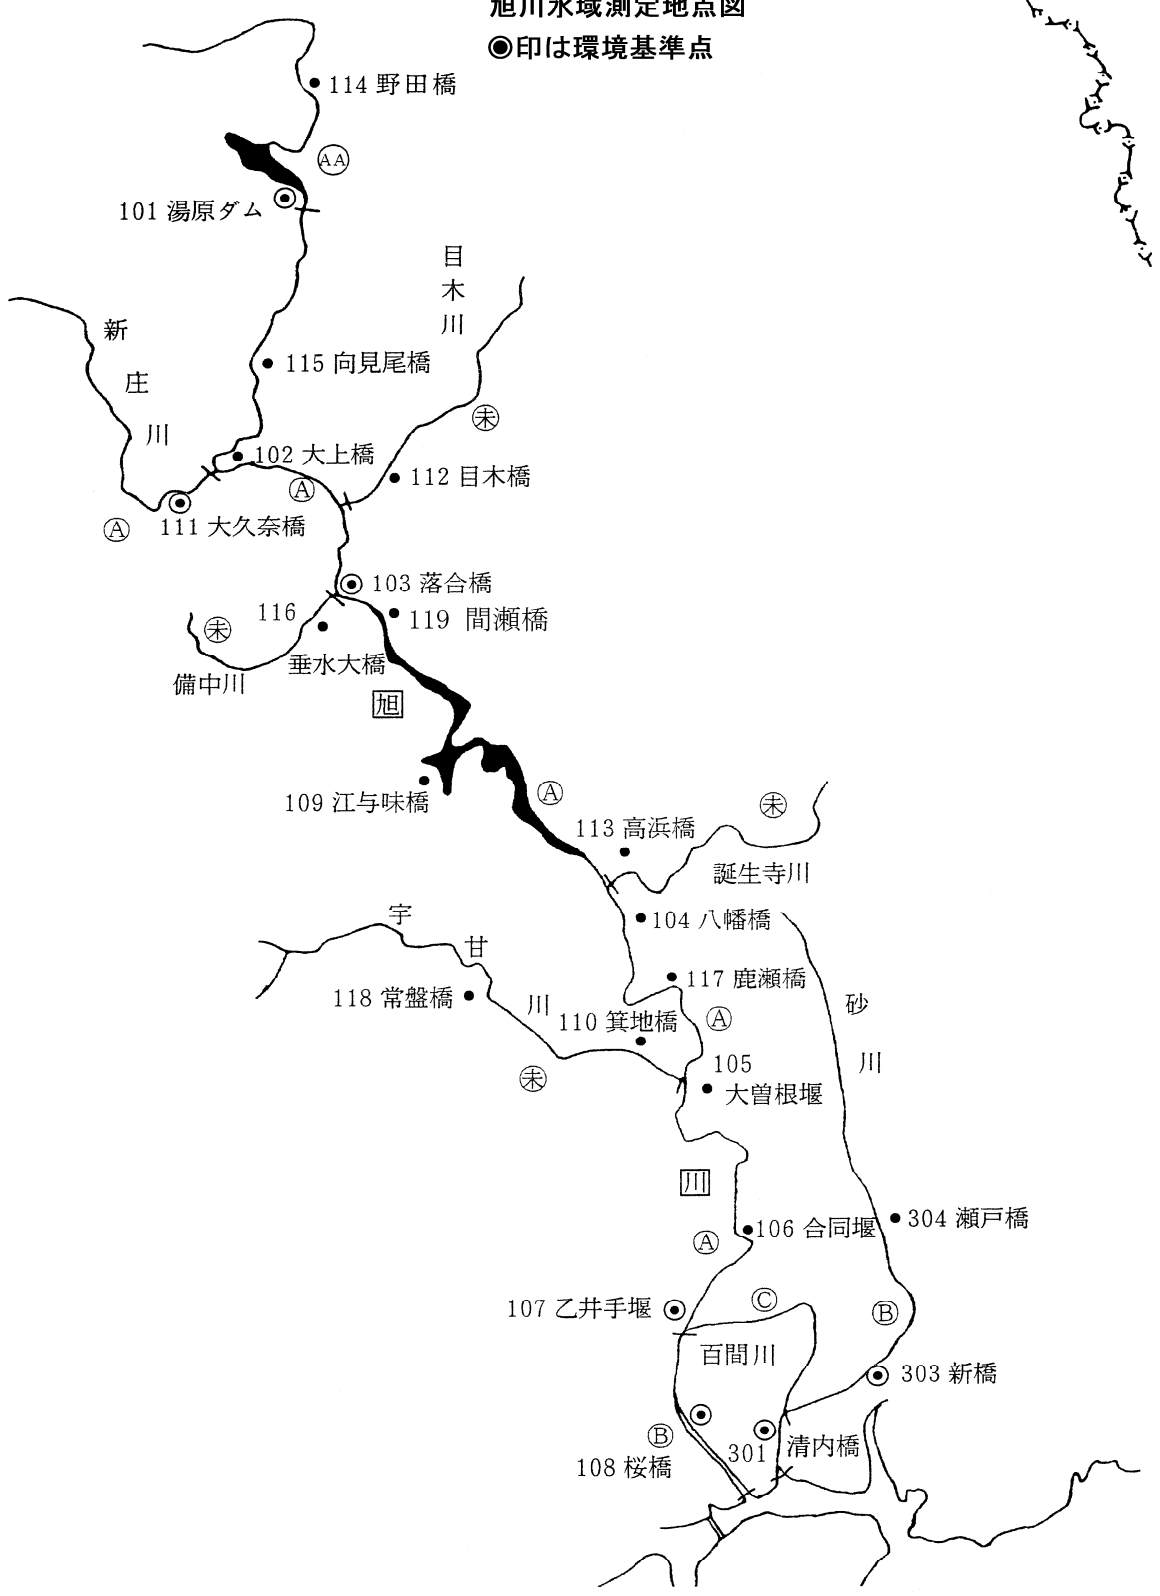 旭川水域測定地点図
◉印は環境基準点
114 野田橋
AA
101 湯原ダム
目木川
新庄川
115 向見尾橋
未
102 大上橋
112 目木橋
A
A
111 大久奈橋
103 落合橋
116
垂水大橋
119 間瀬橋
未
備中川
旭
109 江与味橋
A
未
113 高浜橋
誕生寺川
宇甘川
104 八幡橋
117 鹿瀬橋
118 常盤橋
砂川
110 箕地橋
A
105
大曽根堰
未
川
304 瀬戸橋
106 合同堰
A
107 乙井手堰
C
B
百間川
303 新橋
B
301
清内橋
108 桜橋